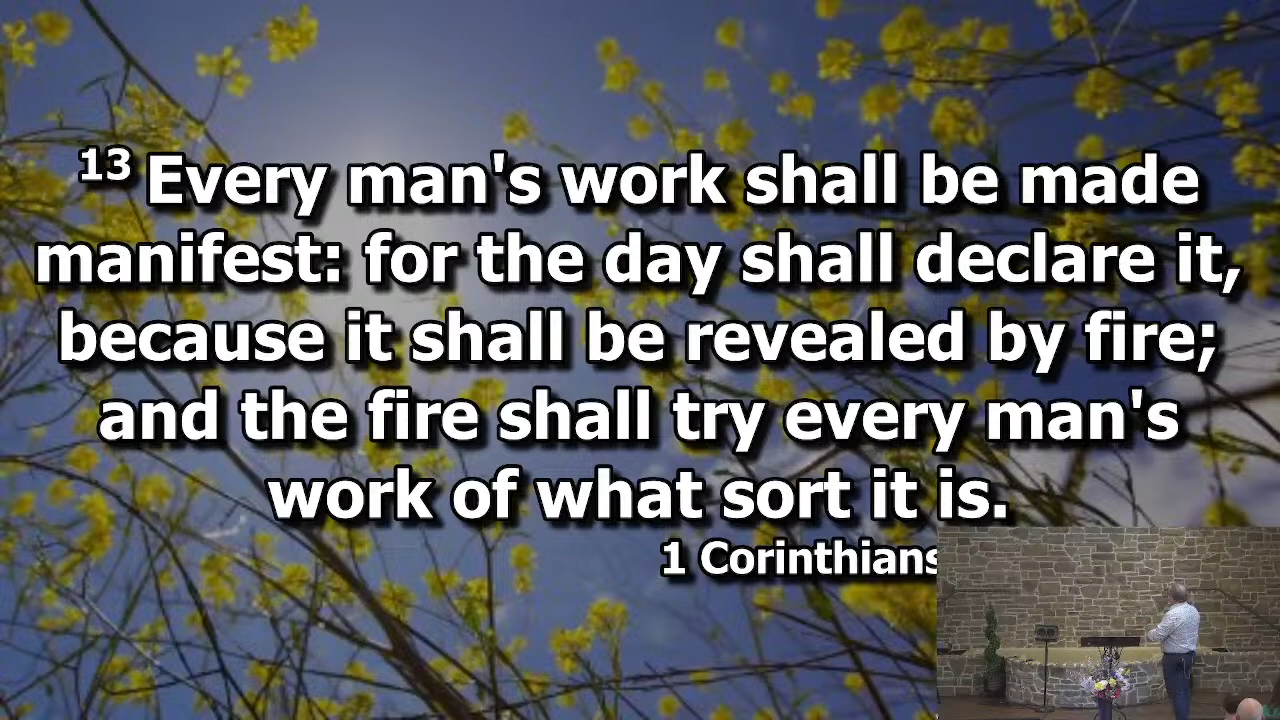 13 Every man's work shall be made
manifest: for the day shall declare it,
because it shall be revealed by fire;
and the fire shall try every man's
work of what sort it is.
1 Corinthians